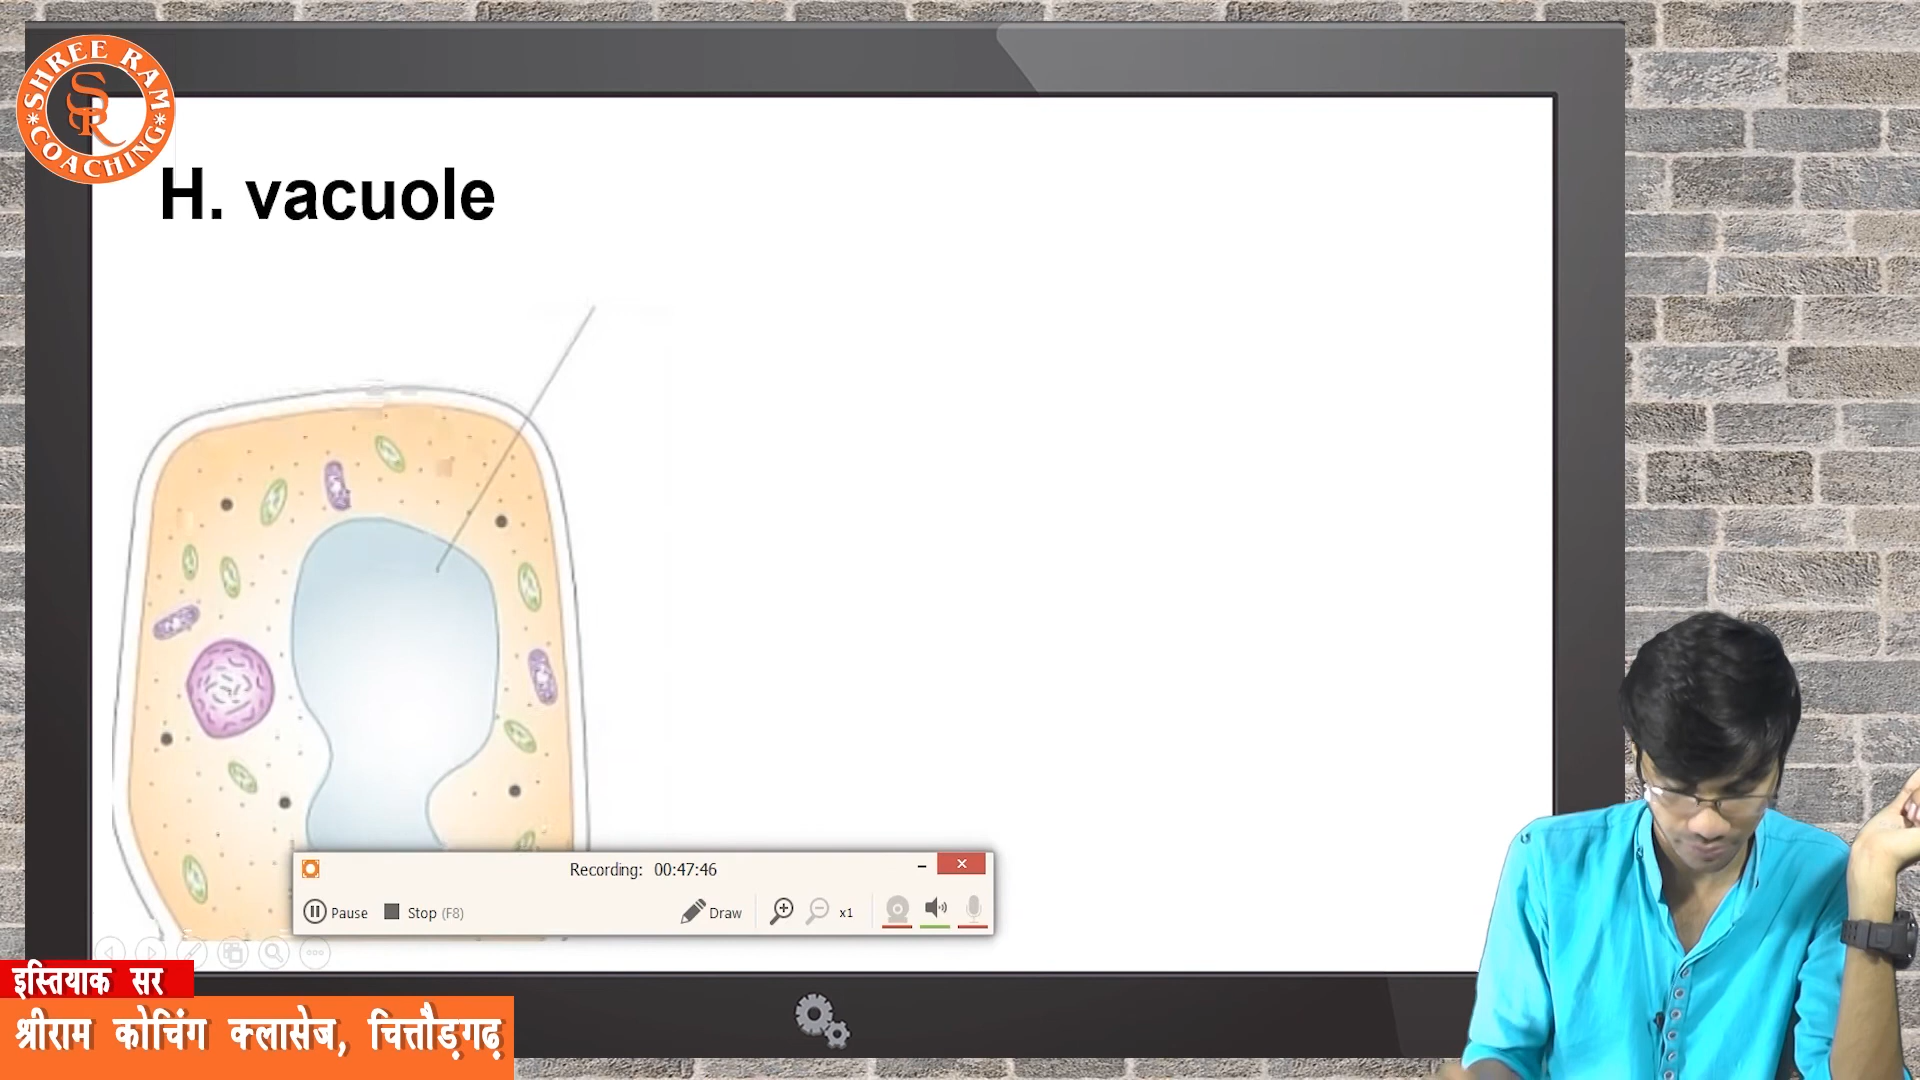 SHREE RAM
COACHING
SR
H. vacuole
Recording: 00:47:46
Pause
Stop (F8)
Draw
x1
इस्तियाक सर
श्रीराम कोचिंग क्लासेज, चित्तौड़गढ़